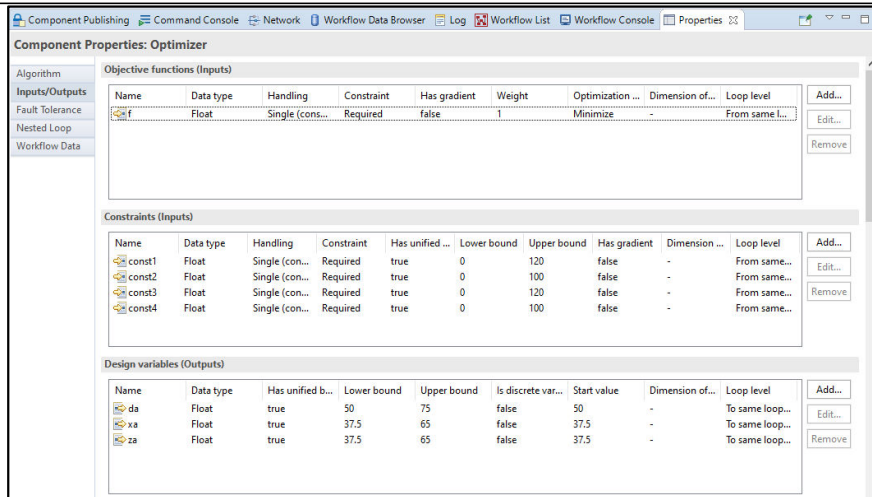 Component Publishing Command Console Network Workflow Data Browser Log Workflow List Workflow Console Properties
Component Properties: Optimizer
Algorithm
Inputs/Outputs
Fault Tolerance
Nested Loop
Workflow Data
Objective functions (Inputs)
Name Data type Handling Constraint Has gradient Weight Optimization ... Dimension of... Loop level
f Float Single (cons... Required false 1 Minimize - From same l...
Add...
Edit...
Remove
Constraints (Inputs)
Name Data type Handling Constraint Has unified ... Lower bound Upper bound Has gradient Dimension ... Loop level
const1 Float Single (con... Required true 0 120 false - From same...
const2 Float Single (con... Required true 0 100 false - From same...
const3 Float Single (con... Required true 0 120 false - From same...
const4 Float Single (con... Required true 0 100 false - From same...
Add...
Edit...
Remove
Design variables (Outputs)
Name Data type Has unified b... Lower bound Upper bound Is discrete var... Start value Dimension of... Loop level
da Float true 50 75 false 50 - To same loop...
xa Float true 37.5 65 false 37.5 - To same loop...
za Float true 37.5 65 false 37.5 - To same loop...
Add...
Edit...
Remove